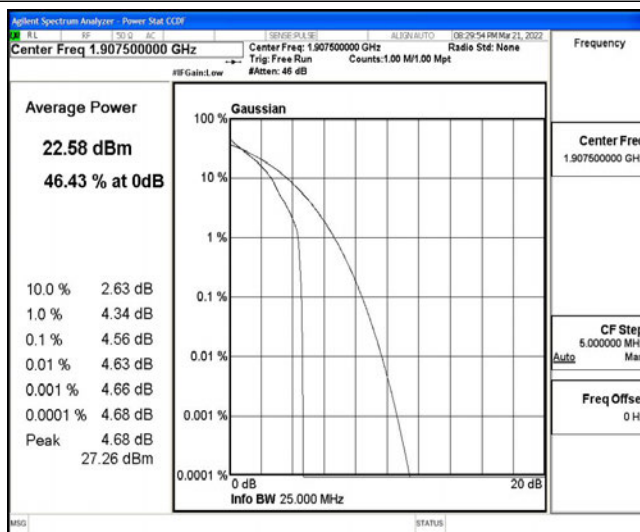 Agilent Spectrum Analyzer - Power Stat CCDF
RL RF 50 Ω AC SENSE:PULSE ALIGN AUTO 08:29:54 PM Mar 21, 2022
Center Freq 1.907500000 GHz
Center Freq: 1.907500000 GHz Radio Std: None
Trig: Free Run Counts:1.00 M/1.00 Mpt
#IFGain:Low #Atten: 46 dB
Frequency
Average Power
22.58 dBm
46.43 % at 0dB
10.0 % 2.63 dB
1.0 % 4.34 dB
0.1 % 4.56 dB
0.01 % 4.63 dB
0.001 % 4.66 dB
0.0001 % 4.68 dB
Peak 4.68 dB
27.26 dBm
Gaussian
100 %
10 %
1 %
0.1 %
0.01 %
0.001 %
0.0001 %
0 dB 20 dB
Info BW 25.000 MHz
Center Fre
1.907500000 GH
CF Step
5.000000 MH
Auto Ma
Freq Offse
0 H
MSG STATUS